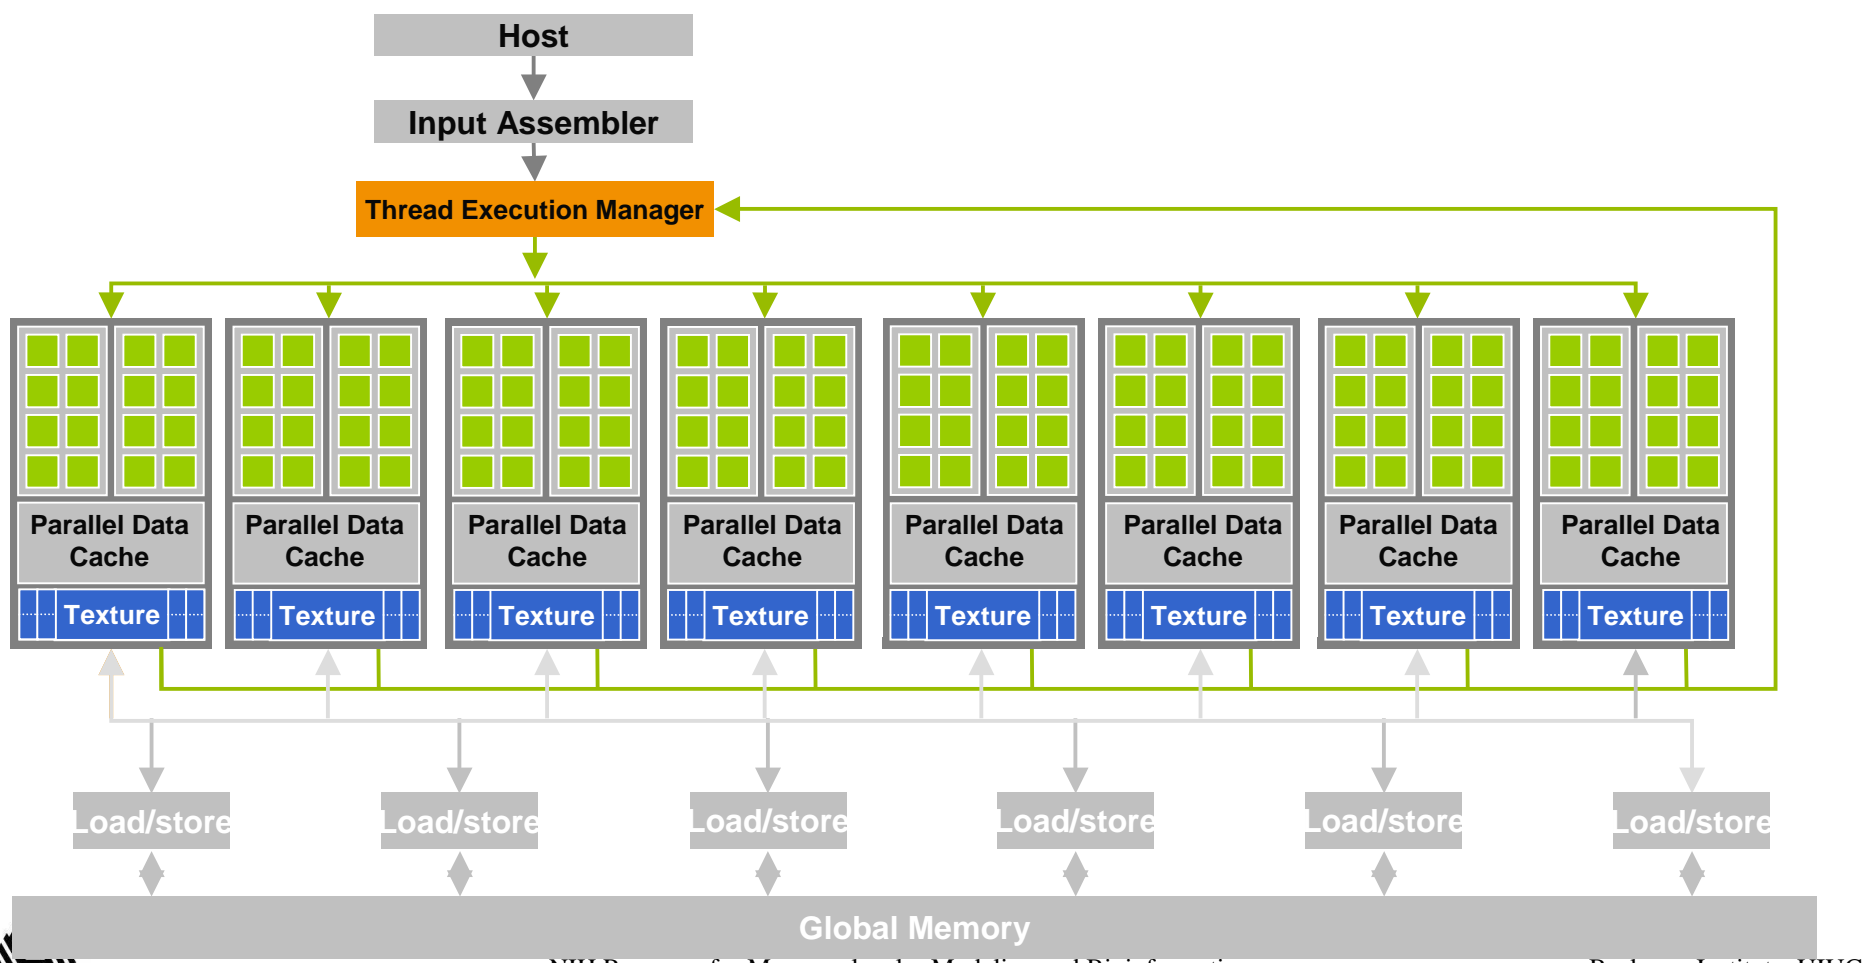 Host
Input Assembler
Thread Execution Manager
Parallel Data Cache
Parallel Data Cache
Parallel Data Cache
Parallel Data Cache
Parallel Data Cache
Parallel Data Cache
Parallel Data Cache
Parallel Data Cache
Texture
Texture
Texture
Texture
Texture
Texture
Texture
Texture
Load/store
Load/store
Load/store
Load/store
Load/store
Load/store
Global Memory